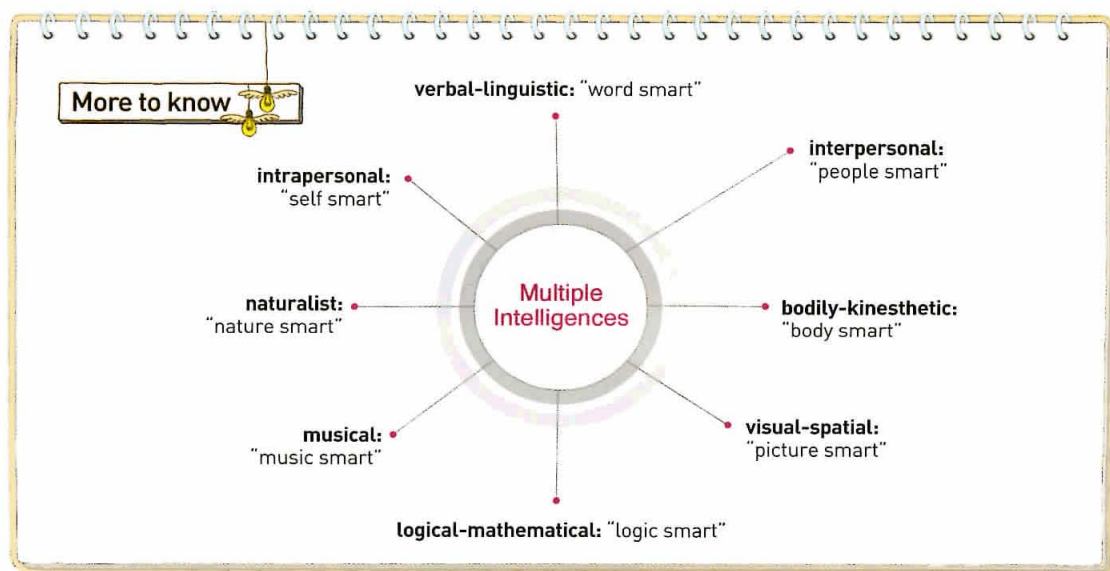 More to know
verbal-linguistic: “word smart”
interpersonal:
“people smart”
bodily-kinesthetic:
“body smart”
visual-spatial:
“picture smart”
logical-mathematical: “logic smart”
musical:
“music smart”
naturalist:
“nature smart”
intrapersonal:
“self smart”
Multiple
Intelligences